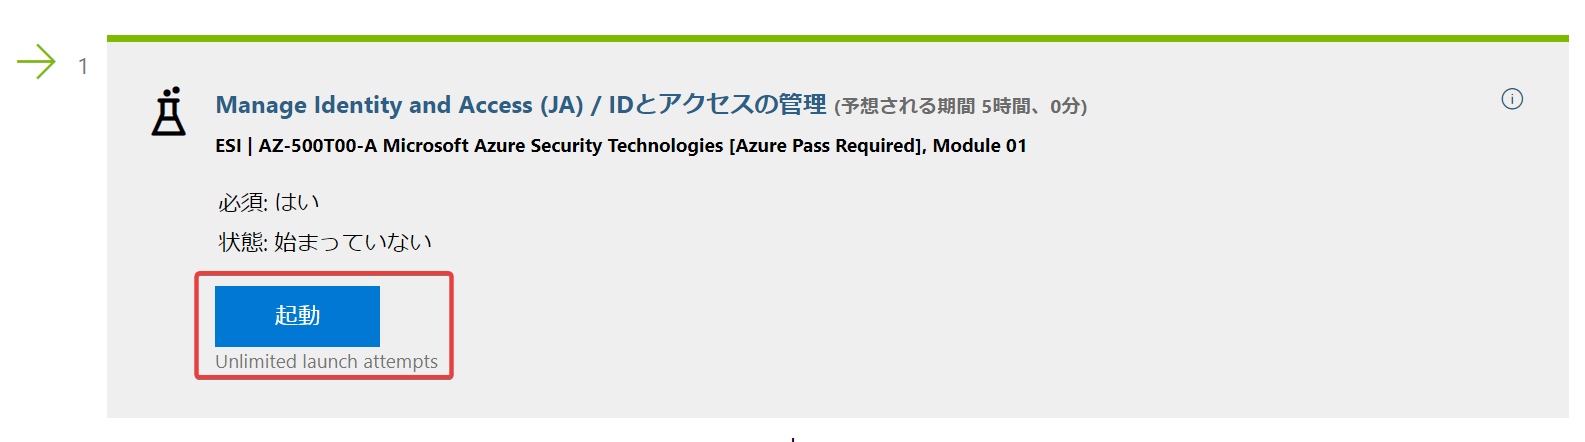 1
Manage Identity and Access (JA) / IDとアクセスの管理 (予想される期間 5時間、0分)
ESI | AZ-500T00-A Microsoft Azure Security Technologies [Azure Pass Required], Module 01
必須: はい
状態: 始まっていない
起動
Unlimited launch attempts